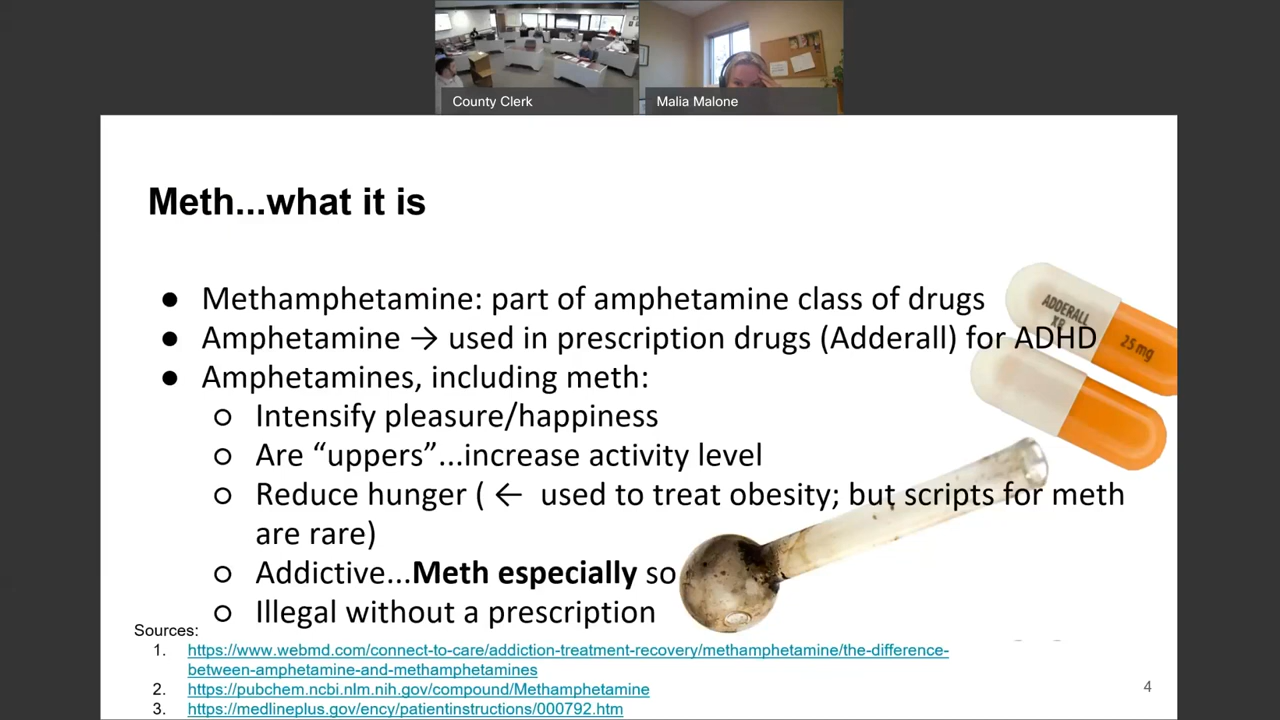 County Clerk
Malia Malone
Meth...what it is
● Methamphetamine: part of amphetamine class of drugs
● Amphetamine → used in prescription drugs (Adderall) for ADHD
● Amphetamines, including meth:
○ Intensify pleasure/happiness
○ Are “uppers”...increase activity level
○ Reduce hunger ( ← used to treat obesity; but scripts for meth
are rare)
○ Addictive...Meth especially so
○ Illegal without a prescription
ADDERALL
XR
25 mg
Sources:
1. https://www.webmd.com/connect-to-care/addiction-treatment-recovery/methamphetamine/the-difference-
between-amphetamine-and-methamphetamines
2. https://pubchem.ncbi.nlm.nih.gov/compound/Methamphetamine
3. https://medlineplus.gov/ency/patientinstructions/000792.htm
4